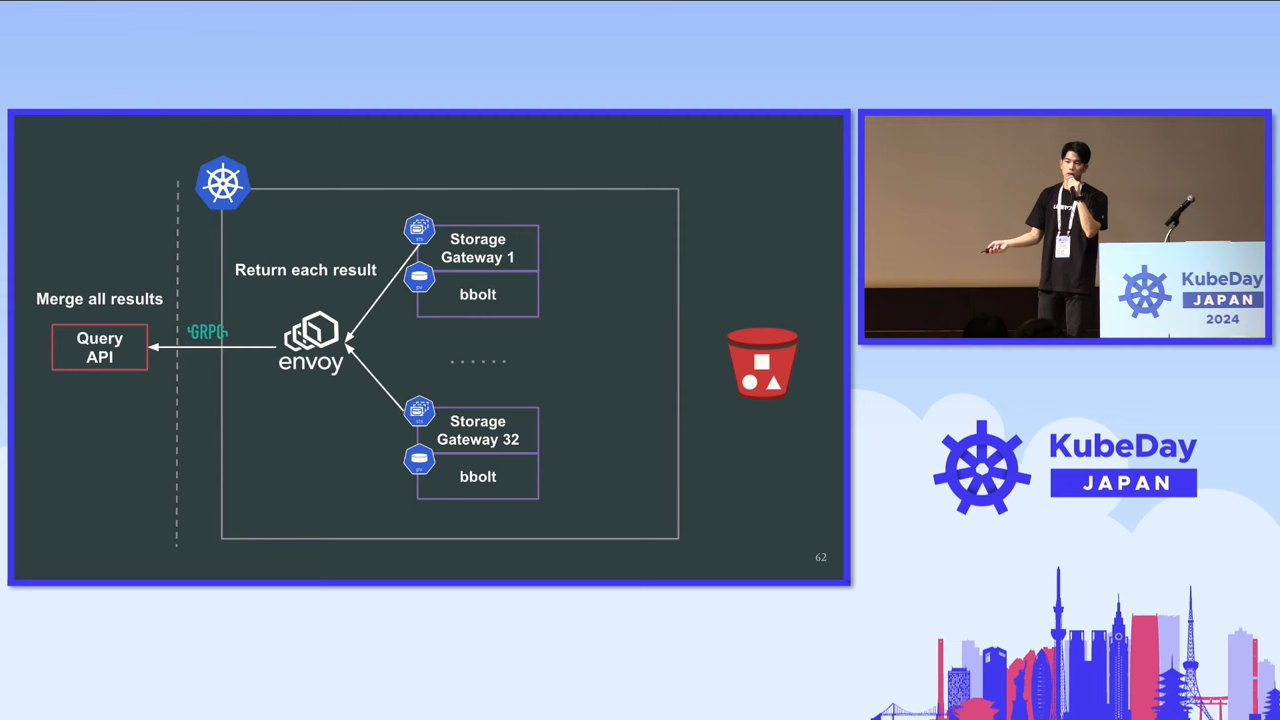 Storage
Gateway 1
bbolt
Return each result
Merge all results
Query
API
GRPC
envoy
......
Storage
Gateway 32
bbolt
62
KubeDay
JAPAN
2024
KubeDay
JAPAN